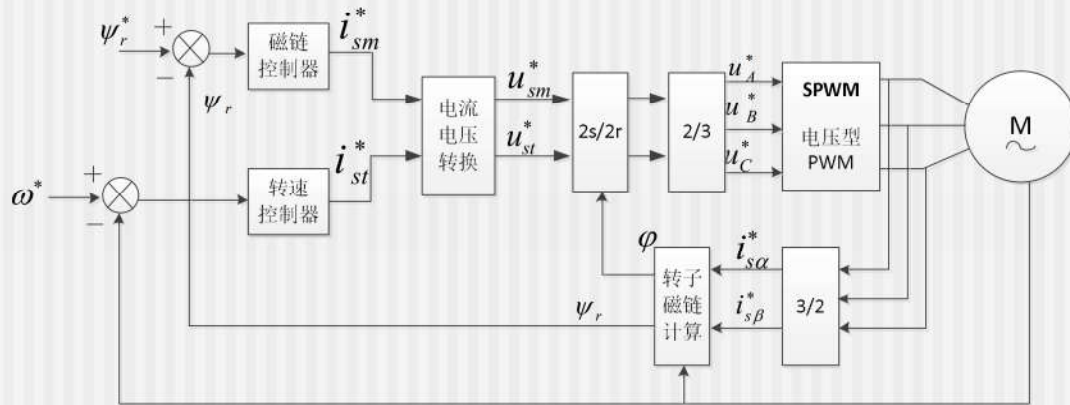 ψ*r
+
−
磁链
控制器
i*sm
ψr
电流
电压
转换
u*sm
u*st
2s/2r
2/3
u*A
u*B
u*C
SPWM
电压型
PWM
M
~
ω*
+
−
转速
控制器
i*st
φ
转子
磁链
计算
i*sα
i*sβ
3/2
ψr